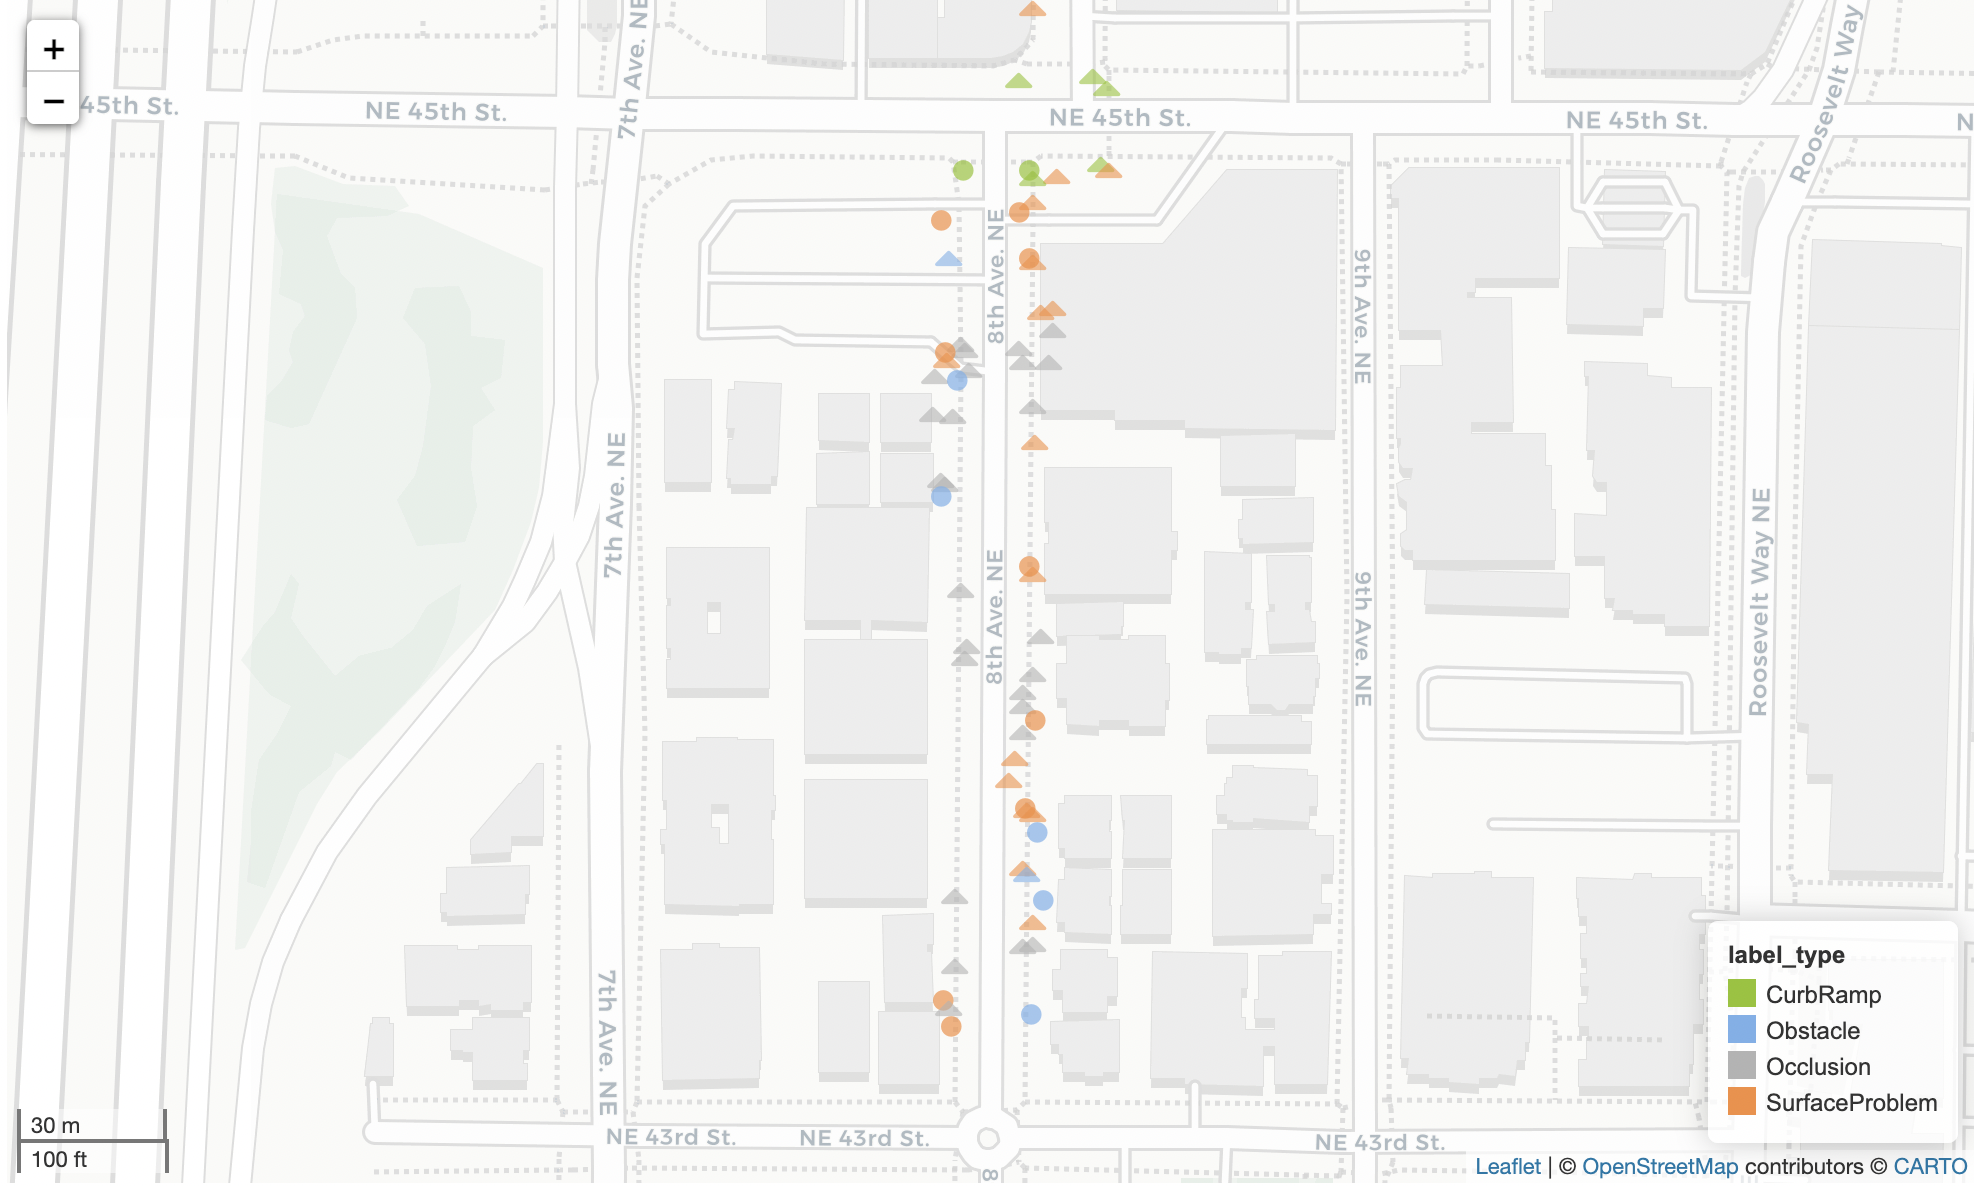 +
−
45th St.
NE 45th St.
7th Ave. NE
NE 45th St.
NE 45th St.
N
Roosevelt Way
8th Ave. NE
9th Ave. NE
7th Ave. NE
8th Ave. NE
9th Ave. NE
Roosevelt Way NE
7th Ave. NE
label_type
CurbRamp
Obstacle
Occlusion
SurfaceProblem
30 m
100 ft
NE 43rd St.
NE 43rd St.
NE 43rd St.
8
Leaflet | © OpenStreetMap contributors © CARTO